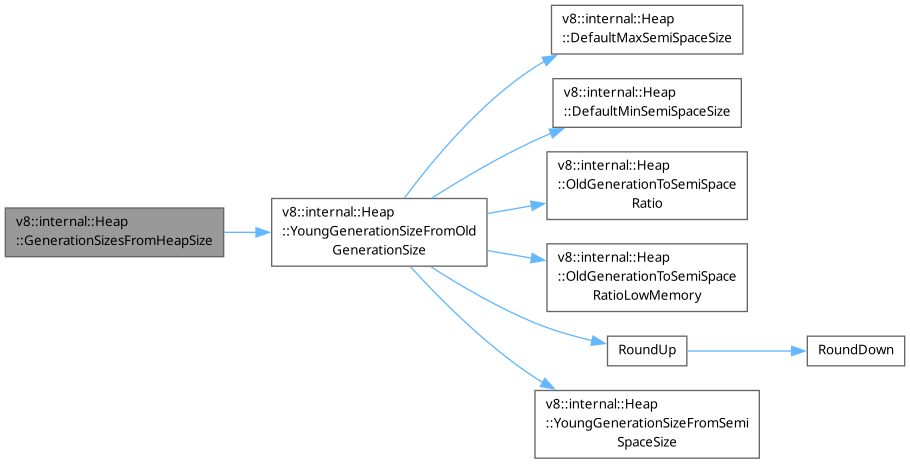 v8::internal::Heap
::GenerationSizesFromHeapSize
v8::internal::Heap
::YoungGenerationSizeFromOld
GenerationSize
v8::internal::Heap
::DefaultMaxSemiSpaceSize
v8::internal::Heap
::DefaultMinSemiSpaceSize
v8::internal::Heap
::OldGenerationToSemiSpace
Ratio
v8::internal::Heap
::OldGenerationToSemiSpace
RatioLowMemory
RoundUp
RoundDown
v8::internal::Heap
::YoungGenerationSizeFromSemi
SpaceSize